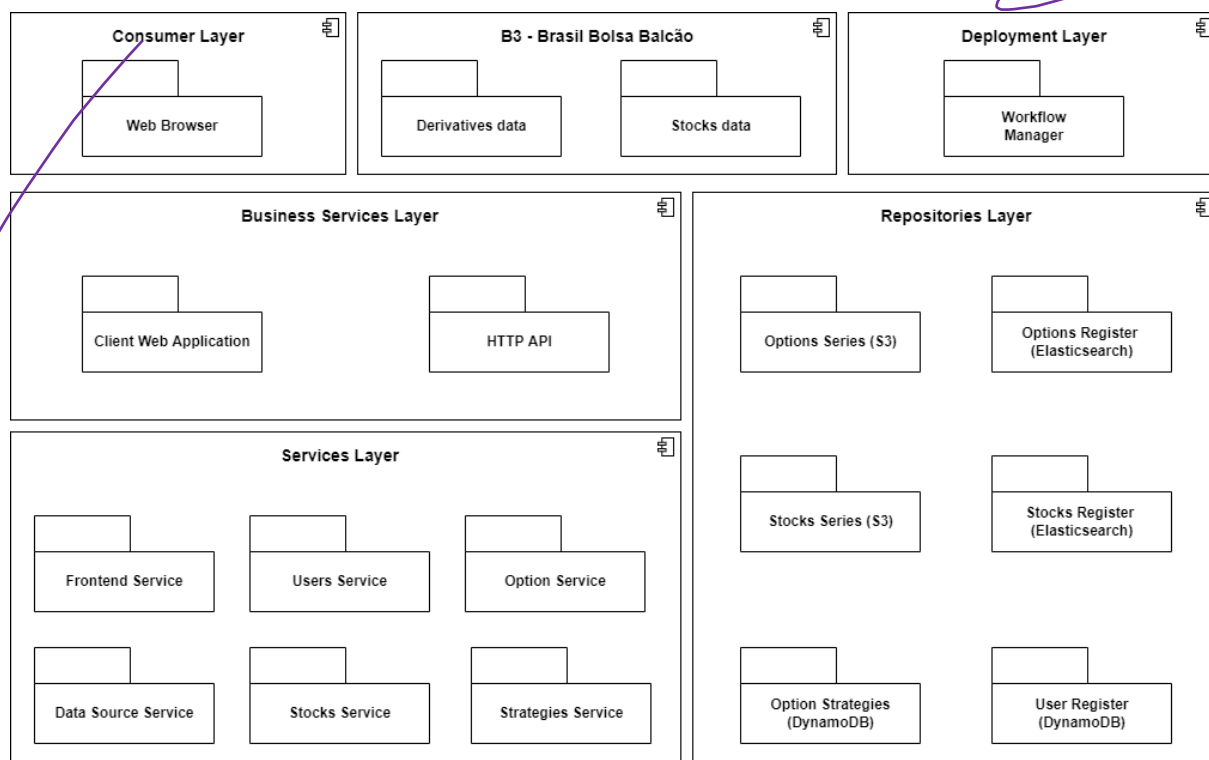 Consumer Layer
Web Browser
B3 - Brasil Bolsa Balcão
Derivatives data
Stocks data
Deployment Layer
Workflow
Manager
Business Services Layer
Client Web Application
HTTP API
Repositories Layer
Options Series (S3)
Options Register
(Elasticsearch)
Stocks Series (S3)
Stocks Register
(Elasticsearch)
Option Strategies
(DynamoDB)
User Register
(DynamoDB)
Services Layer
Frontend Service
Users Service
Option Service
Data Source Service
Stocks Service
Strategies Service